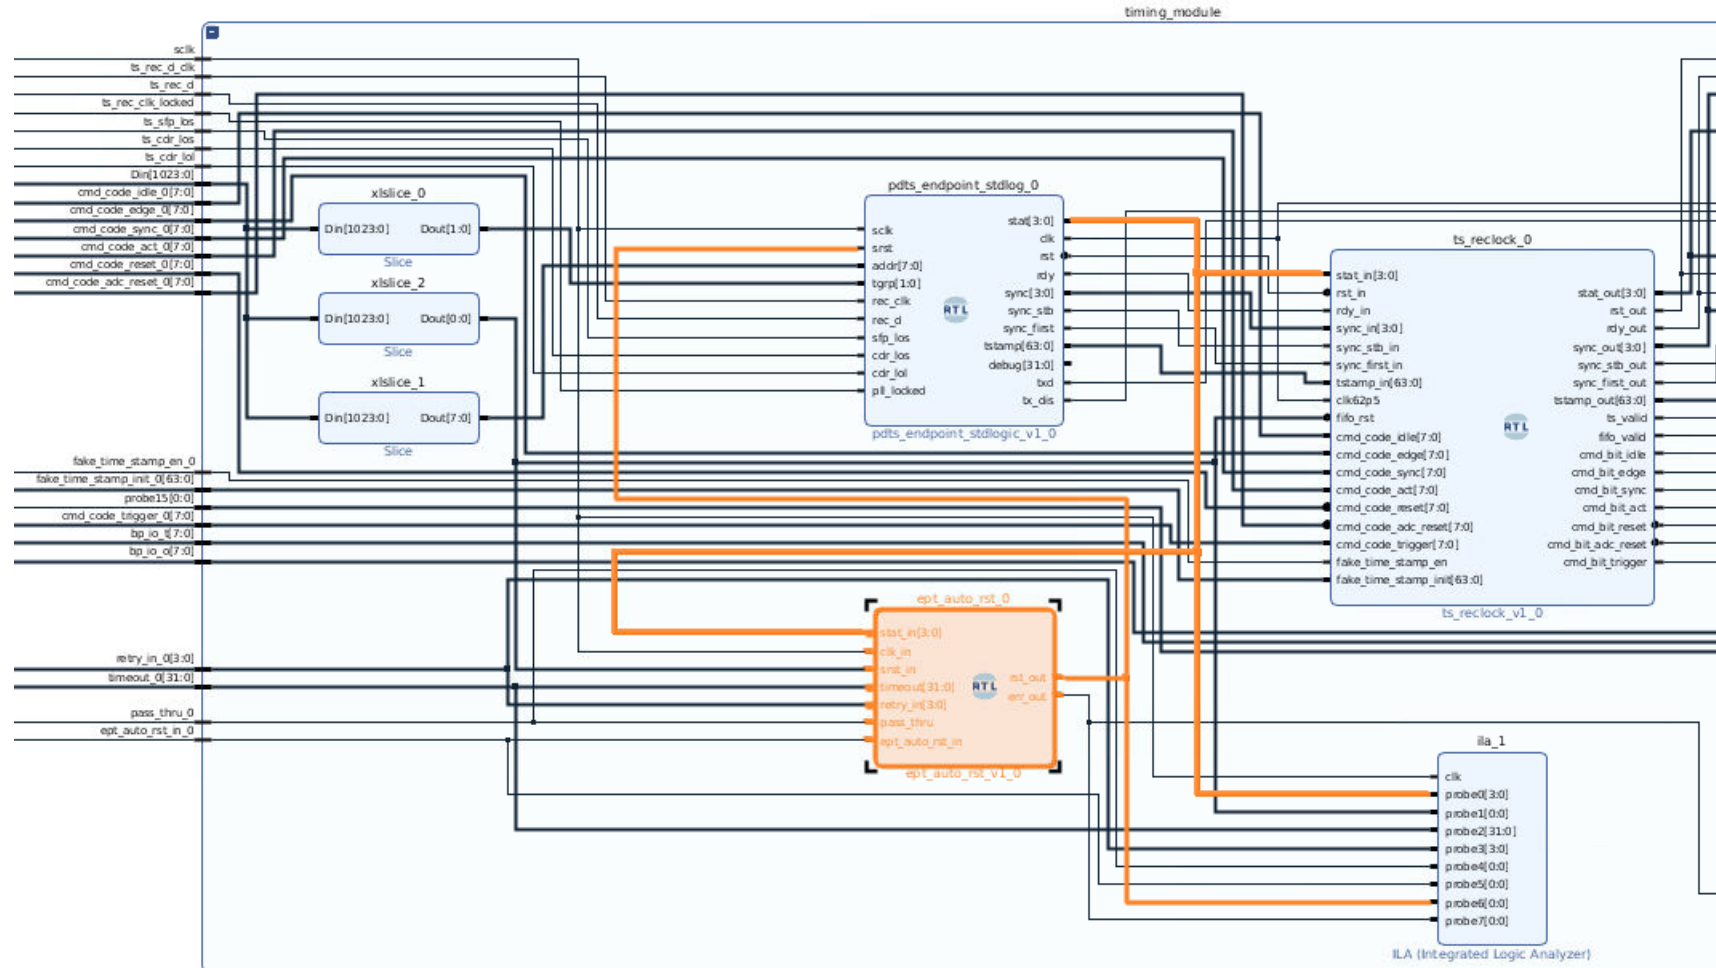 timing_module
sclk
ts_rec_d_clk
ts_rec_d
ts_rec_clk_locked
ts_sfp_los
ts_cdr_los
ts_cdr_lol
Din[1023:0]
cmd_code_idle_0[7:0]
cmd_code_edge_0[7:0]
cmd_code_sync_0[7:0]
cmd_code_act_0[7:0]
cmd_code_reset_0[7:0]
cmd_code_adc_reset_0[7:0]
fake_time_stamp_en_0
fake_time_stamp_init_0[63:0]
probe15[0:0]
cmd_code_trigger_0[7:0]
bp_io_t[7:0]
bp_io_o[7:0]
retry_in_0[3:0]
timeout_0[31:0]
pass_thru_0
ept_auto_rst_in_0
xlslice_0
Din[1023:0] Dout[1:0]
Slice
xlslice_2
Din[1023:0] Dout[0:0]
Slice
xlslice_1
Din[1023:0] Dout[7:0]
Slice
pdts_endpoint_stdlog_0
sclk
srst
addr[7:0]
tgrp[1:0]
rec_clk
rec_d
sfp_los
cdr_los
cdr_lol
pll_locked
RTL
stat[3:0]
clk
rst
rdy
sync[3:0]
sync_stb
sync_first
tstamp[63:0]
debug[31:0]
txd
tx_dis
pdts_endpoint_stdlogic_v1_0
ept_auto_rst_0
stat_in[3:0]
clk_in
srst_in
timeout[31:0]
retry_in[3:0]
pass_thru
ept_auto_rst_in
RTL
rst_out
err_out
ept_auto_rst_v1_0
ts_reclock_0
stat_in[3:0]
rst_in
rdy_in
sync_in[3:0]
sync_stb_in
sync_first_in
tstamp_in[63:0]
clk62p5
fifo_rst
cmd_code_idle[7:0]
cmd_code_edge[7:0]
cmd_code_sync[7:0]
cmd_code_act[7:0]
cmd_code_reset[7:0]
cmd_code_adc_reset[7:0]
cmd_code_trigger[7:0]
fake_time_stamp_en
fake_time_stamp_init[63:0]
RTL
stat_out[3:0]
rst_out
rdy_out
sync_out[3:0]
sync_stb_out
sync_first_out
tstamp_out[63:0]
ts_valid
fifo_valid
cmd_bit_idle
cmd_bit_edge
cmd_bit_sync
cmd_bit_act
cmd_bit_reset
cmd_bit_adc_reset
cmd_bit_trigger
ts_reclock_v1_0
ila_1
clk
probe0[3:0]
probe1[0:0]
probe2[31:0]
probe3[3:0]
probe4[0:0]
probe5[0:0]
probe6[0:0]
probe7[0:0]
ILA (Integrated Logic Analyzer)